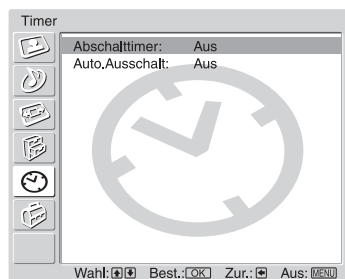 Timer
Abschalttimer: Aus
Auto.Ausschalt: Aus
Wahl: Best.: OK Zur.: Aus: MENU